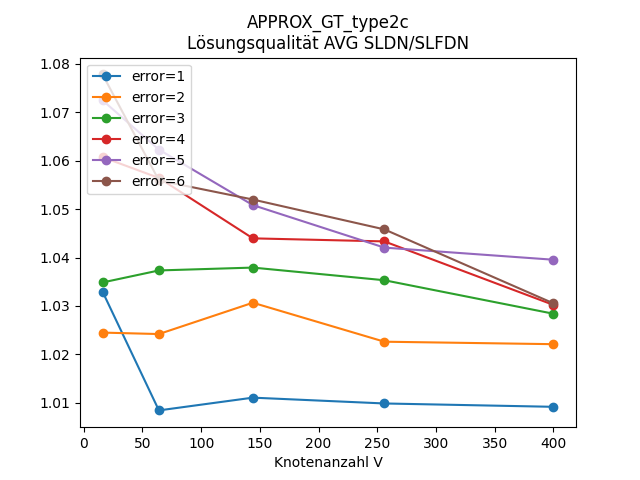 APPROX_GT_type2c
Lösungsqualität AVG SLDN/SLFDN
1.08
1.07
1.06
1.05
1.04
1.03
1.02
1.01
error=1
error=2
error=3
error=4
error=5
error=6
0 50 100 150 200 250 300 350 400
Knotenanzahl V